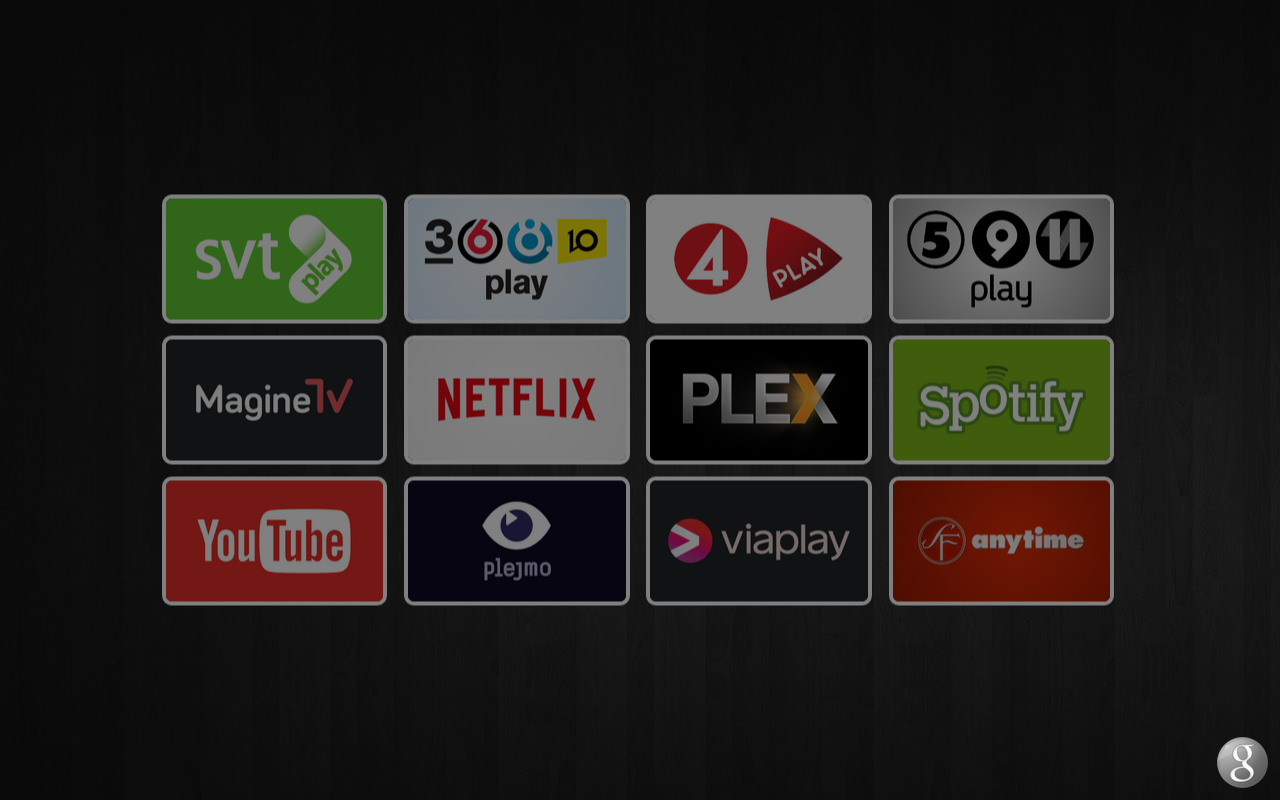 svt play
3 6 8 10
play
4 PLAY
5 9 11
play
MagineTV
NETFLIX
PLEX
Spotify
YouTube
plejmo
viaplay
SF anytime
g